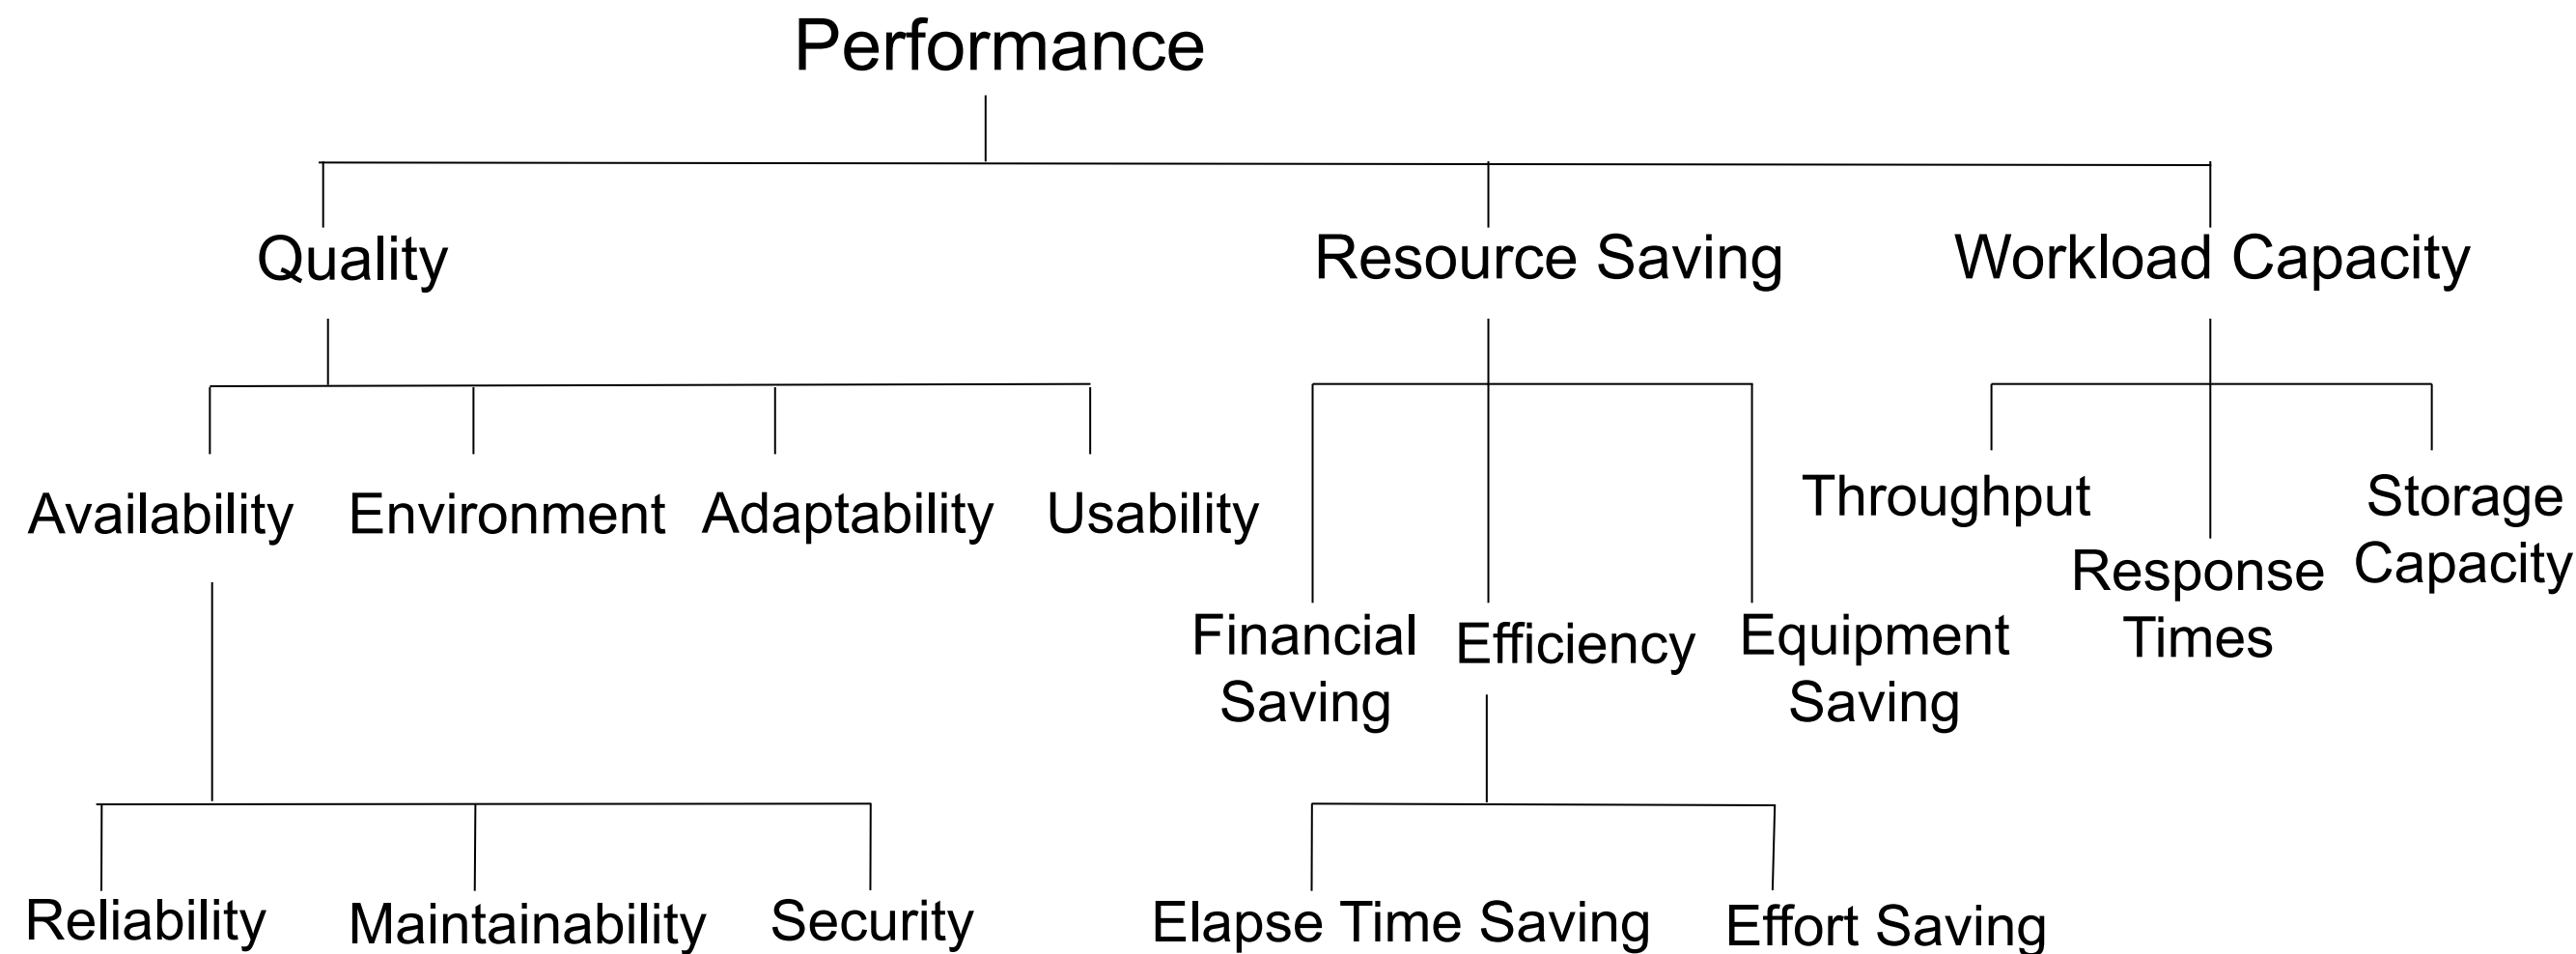 Performance
Quality
Resource Saving
Workload Capacity
Availability
Environment
Adaptability
Usability
Throughput
Response
Times
Storage
Capacity
Financial
Saving
Efficiency
Equipment
Saving
Reliability
Maintainability
Security
Elapse Time Saving
Effort Saving